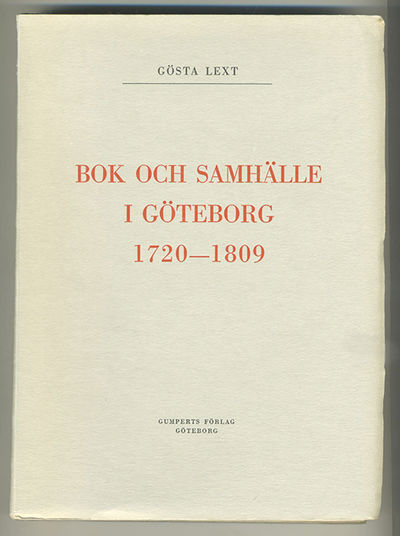 GÖSTA LEXT
BOK OCH SAMHÄLLE
I GÖTEBORG
1720—1809
GUMPERTS FÖRLAG
GÖTEBORG